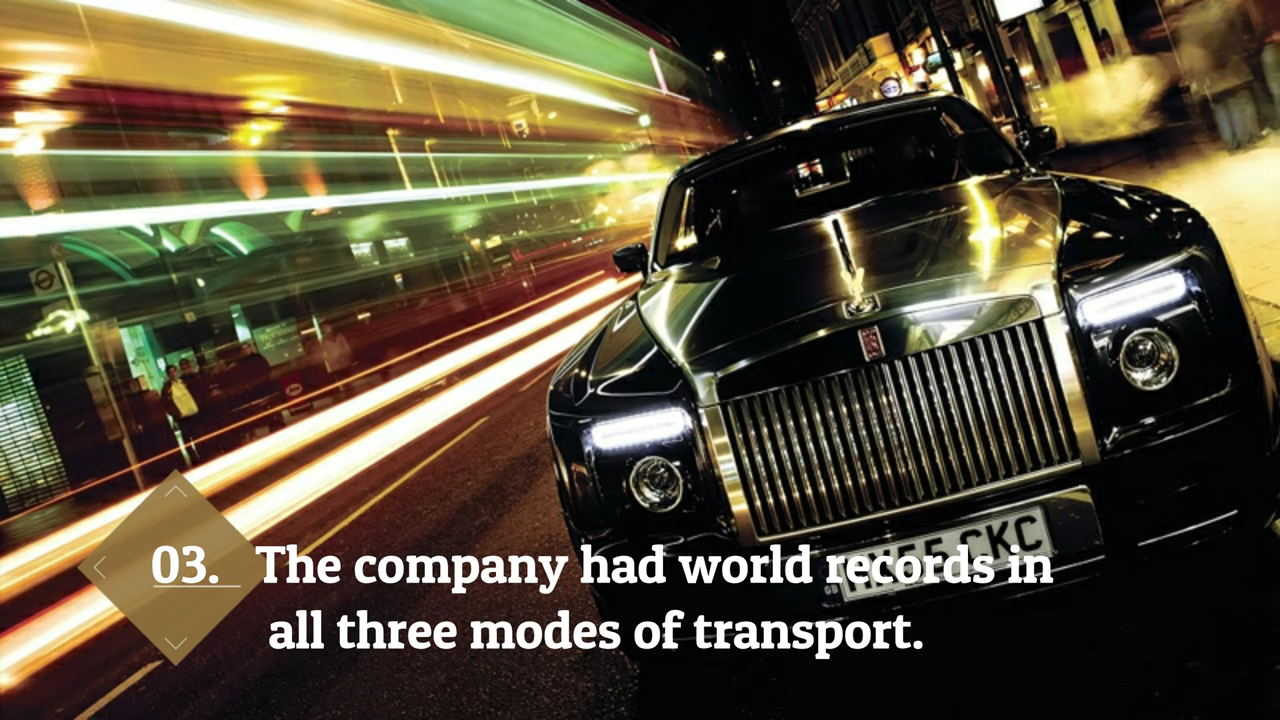 03. The company had world records in
all three modes of transport.